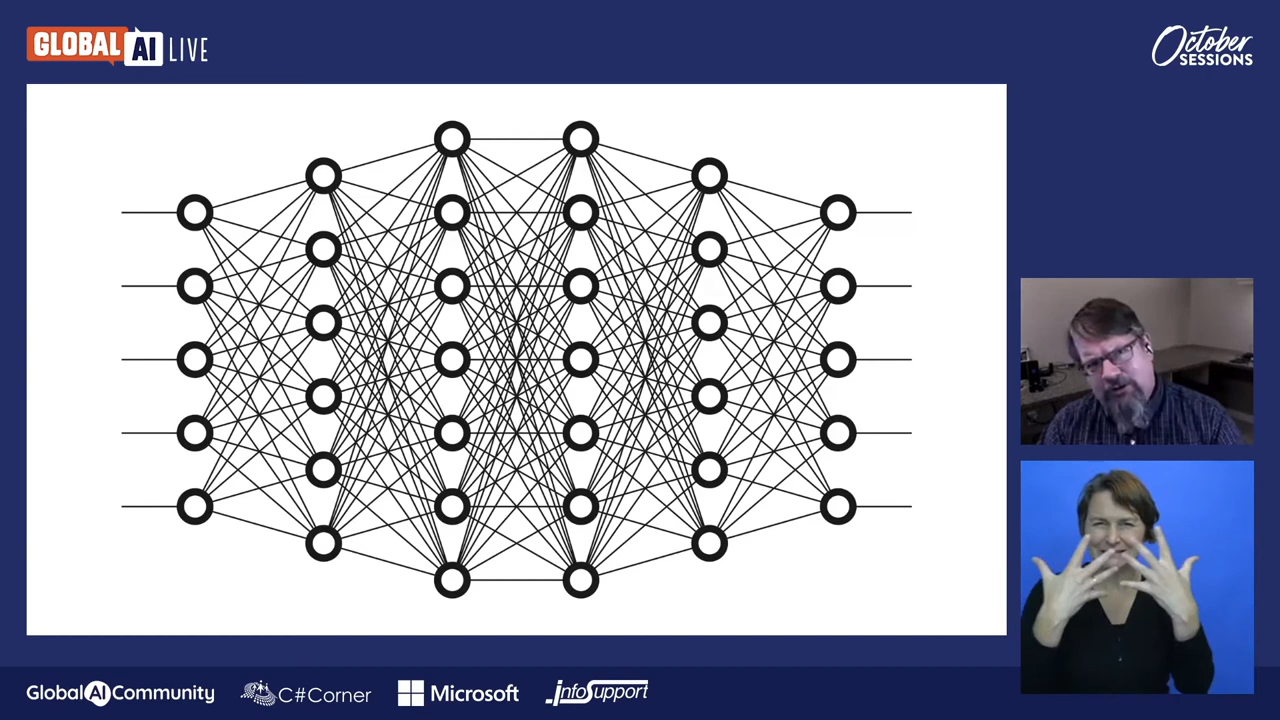 GLOBAL AI LIVE
October
SESSIONS
Global AI Community
C#Corner
Microsoft
InfoSupport